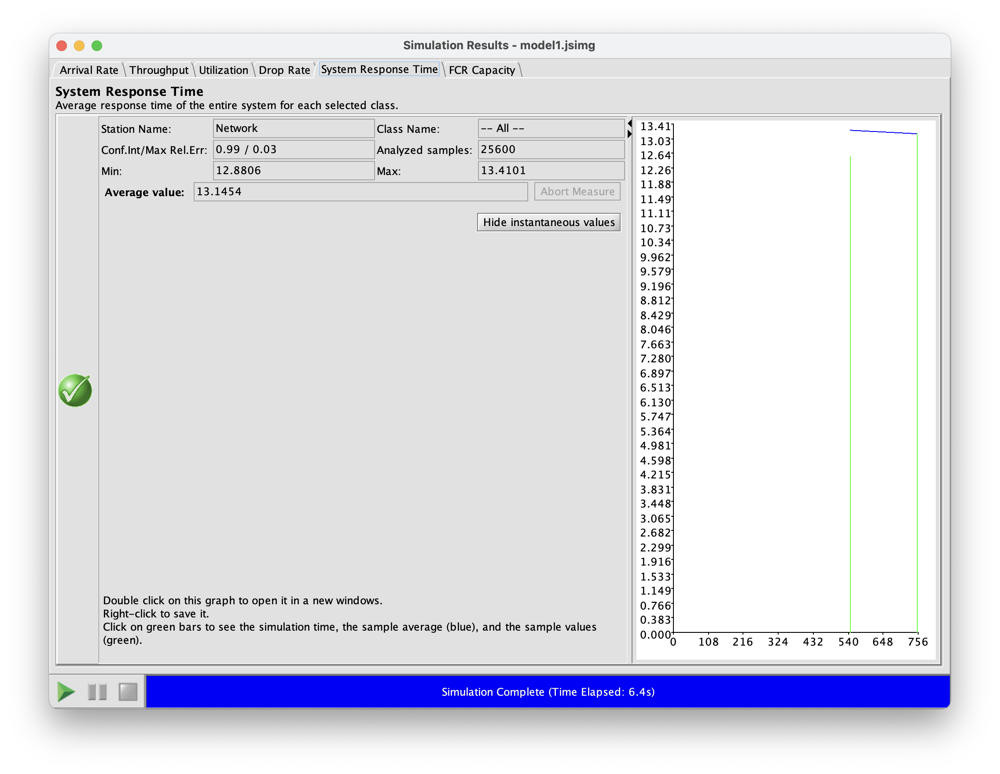 Simulation Results - model1.jsimg
Arrival Rate Throughput Utilization Drop Rate System Response Time FCR Capacity
System Response Time
Average response time of the entire system for each selected class.
Station Name: Network Class Name: -- All --
Conf.Int/Max Rel.Err: 0.99 / 0.03 Analyzed samples: 25600
Min: 12.8806 Max: 13.4101
Average value: 13.1454 Abort Measure
Hide instantaneous values
Double click on this graph to open it in a new windows.
Right-click to save it.
Click on green bars to see the simulation time, the sample average (blue), and the sample values
(green).
13.41
13.03
12.64
12.26
11.88
11.49
11.11
10.73
10.34
9.962
9.579
9.196
8.812
8.429
8.046
7.663
7.280
6.897
6.513
6.130
5.747
5.364
4.981
4.598
4.215
3.831
3.448
3.065
2.682
2.299
1.916
1.533
1.149
0.766
0.383
0.000
0 108 216 324 432 540 648 756
Simulation Complete (Time Elapsed: 6.4s)